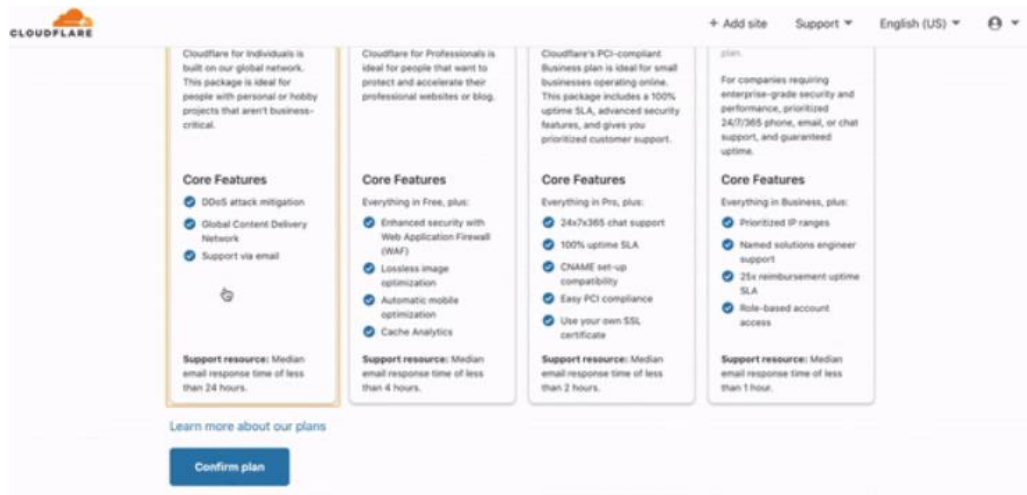 CLOUDFLARE
+ Add site
Support
English (US)
Cloudflare for Individuals is
built on our global network.
This package is ideal for
people with personal or hobby
projects that aren't business-
critical.
Core Features
DDoS attack mitigation
Global Content Delivery
Network
Support via email
Support resource: Median
email response time of less
than 24 hours.
Cloudflare for Professionals is
ideal for people that want to
protect and accelerate their
professional websites or blog.
Core Features
Everything in Free, plus:
Enhanced security with
Web Application Firewall
(WAF)
Lossless image
optimization
Automatic mobile
optimization
Cache Analytics
Support resource: Median
email response time of less
than 4 hours.
Cloudflare's PCI-compliant
Business plan is ideal for small
businesses operating online.
This package includes a 100%
uptime SLA, advanced security
features, and gives you
prioritized customer support.
Core Features
Everything in Pro, plus:
24x7x365 chat support
100% uptime SLA
CNAME set-up
compatibility
Easy PCI compliance
Use your own SSL
certificate
Support resource: Median
email response time of less
than 2 hours.
plan.
For companies requiring
enterprise-grade security and
performance, prioritized
24/7/365 phone, email, or chat
support, and guaranteed
uptime.
Core Features
Everything in Business, plus:
Prioritized IP ranges
Named solutions engineer
support
25x reimbursement uptime
SLA
Role-based account
access
Support resource: Median
email response time of less
than 1 hour.
Learn more about our plans
Confirm plan